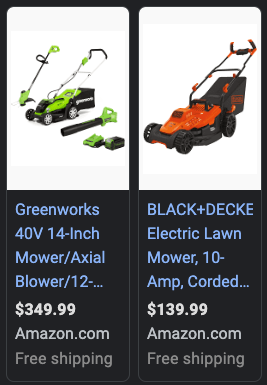 Greenworks
40V 14-Inch
Mower/Axial
Blower/12-...
$349.99
Amazon.com
Free shipping
BLACK+DECKE
Electric Lawn
Mower, 10-
Amp, Corded...
$139.99
Amazon.com
Free shipping